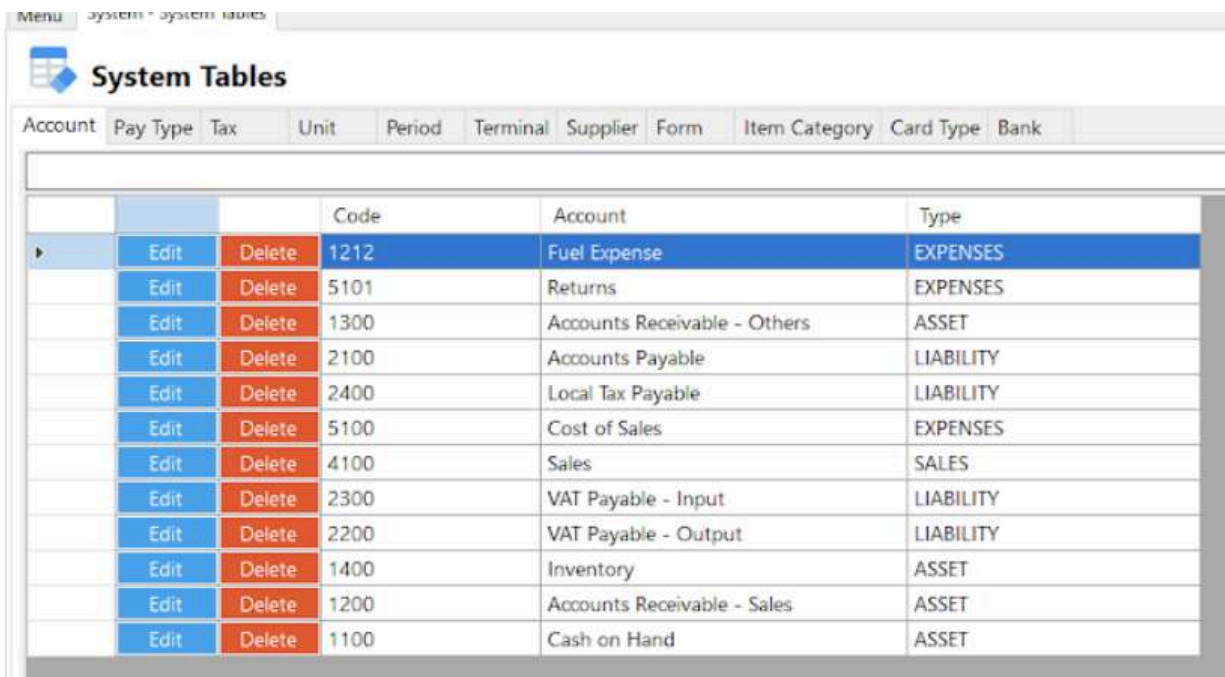 Menu System - System Tables
System Tables
Account Pay Type Tax Unit Period Terminal Supplier Form Item Category Card Type Bank
Code Account Type
Edit Delete 1212 Fuel Expense EXPENSES
Edit Delete 5101 Returns EXPENSES
Edit Delete 1300 Accounts Receivable - Others ASSET
Edit Delete 2100 Accounts Payable LIABILITY
Edit Delete 2400 Local Tax Payable LIABILITY
Edit Delete 5100 Cost of Sales EXPENSES
Edit Delete 4100 Sales SALES
Edit Delete 2300 VAT Payable - Input LIABILITY
Edit Delete 2200 VAT Payable - Output LIABILITY
Edit Delete 1400 Inventory ASSET
Edit Delete 1200 Accounts Receivable - Sales ASSET
Edit Delete 1100 Cash on Hand ASSET